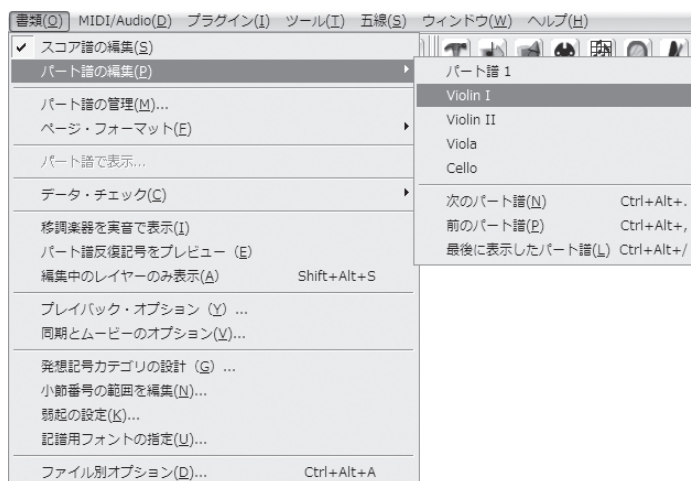 書類(O) MIDI/Audio(D) プラグイン(I) ツール(T) 五線(S) ウィンドウ(W) ヘルプ(H)
✓ スコア譜の編集(S)
パート譜の編集(P)
パート譜の管理(M)...
ページ・フォーマット(F)
パート譜で表示...
データ・チェック(C)
移調楽器を実音で表示(I)
パート譜反復記号をプレビュー（E)
編集中のレイヤーのみ表示(A) Shift+Alt+S
プレイバック・オプション（Y）...
同期とムービーのオプション(V)...
発想記号カテゴリの設計（G）...
小節番号の範囲を編集(N)...
弱起の設定(K)...
記譜用フォントの指定(U)...
ファイル別オプション(D)... Ctrl+Alt+A
パート譜 1
Violin I
Violin II
Viola
Cello
次のパート譜(N) Ctrl+Alt+.
前のパート譜(P) Ctrl+Alt+,
最後に表示したパート譜(L) Ctrl+Alt+/